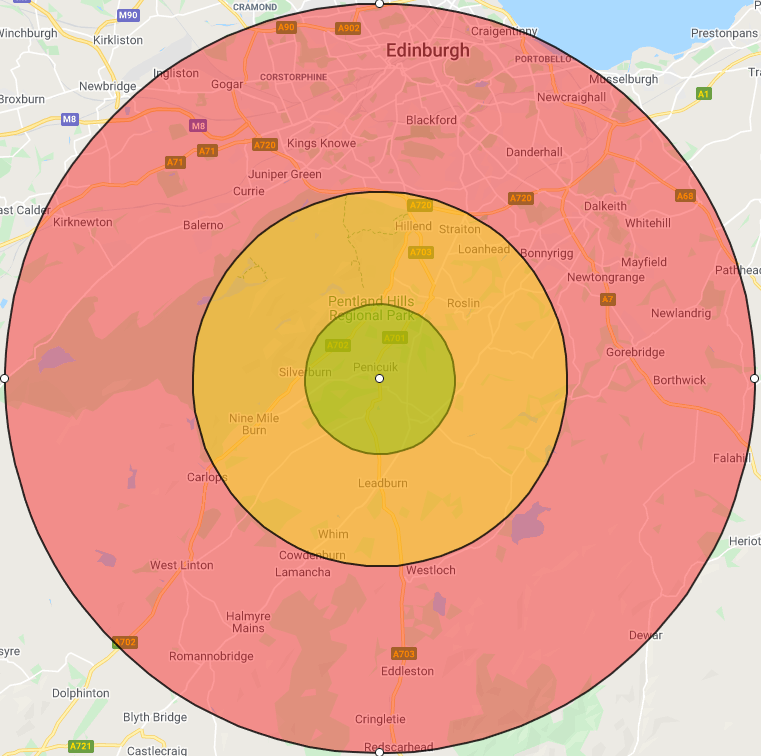 CRAMOND
M90
A90
A902
Craigentinny
Prestonpans
Winchburgh
Kirkliston
Edinburgh
PORTOBELLO
Ingliston
CORSTORPHINE
Musselburgh
Newbridge
Gogar
Newcraighall
A1
Broxburn
M8
M8
Blackford
A720
Kings Knowe
A71
A71
Danderhall
Juniper Green
Currie
A720
A68
ast Calder
A720
Dalkeith
Kirknewton
Balerno
Hillend
Straiton
Whitehill
A703
Loanhead
Bonnyrigg
Mayfield
Pathhea
Newtongrange
Pentland Hills
Regional Park
Roslin
A7
Newlandrig
A702
A701
Gorebridge
Silverburn
Penicuik
Borthwick
Nine Mile
Burn
Falahill
Carlops
Leadburn
Whim
Heriot
Cowdenburn
West Linton
Lamancha
Westloch
Halmyre
Mains
Dewar
A702
syre
Romannobridge
A703
Eddleston
Dolphinton
Blyth Bridge
Cringletie
A721
Castlecraig
Redscarhead